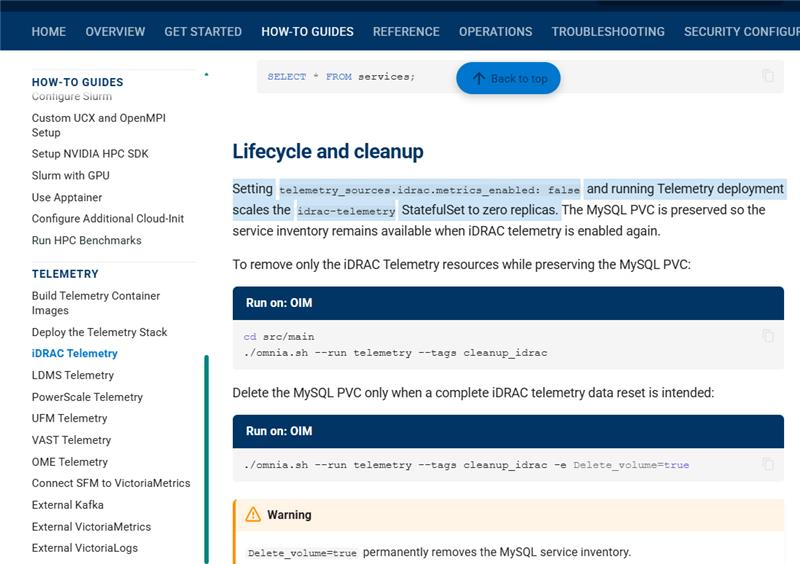 HOME OVERVIEW GET STARTED HOW-TO GUIDES REFERENCE OPERATIONS TROUBLESHOOTING SECURITY CONFIGUR
HOW-TO GUIDES
Configure Slurm
Custom UCX and OpenMPI
Setup
Setup NVIDIA HPC SDK
Slurm with GPU
Use Apptainer
Configure Additional Cloud-Init
Run HPC Benchmarks
TELEMETRY
Build Telemetry Container
Images
Deploy the Telemetry Stack
iDRAC Telemetry
LDMS Telemetry
PowerScale Telemetry
UFM Telemetry
VAST Telemetry
OME Telemetry
Connect SFM to VictoriaMetrics
External Kafka
External VictoriaMetrics
External VictoriaLogs
SELECT * FROM services;
Back to top
Lifecycle and cleanup
Setting telemetry_sources.idrac.metrics_enabled: false and running Telemetry deployment
scales the idrac-telemetry StatefulSet to zero replicas. The MySQL PVC is preserved so the
service inventory remains available when iDRAC telemetry is enabled again.
To remove only the iDRAC Telemetry resources while preserving the MySQL PVC:
Run on: OIM
cd src/main
./omnia.sh --run telemetry --tags cleanup_idrac
Delete the MySQL PVC only when a complete iDRAC telemetry data reset is intended:
Run on: OIM
./omnia.sh --run telemetry --tags cleanup_idrac -e Delete_volume=true
Warning
Delete_volume=true permanently removes the MySQL service inventory.